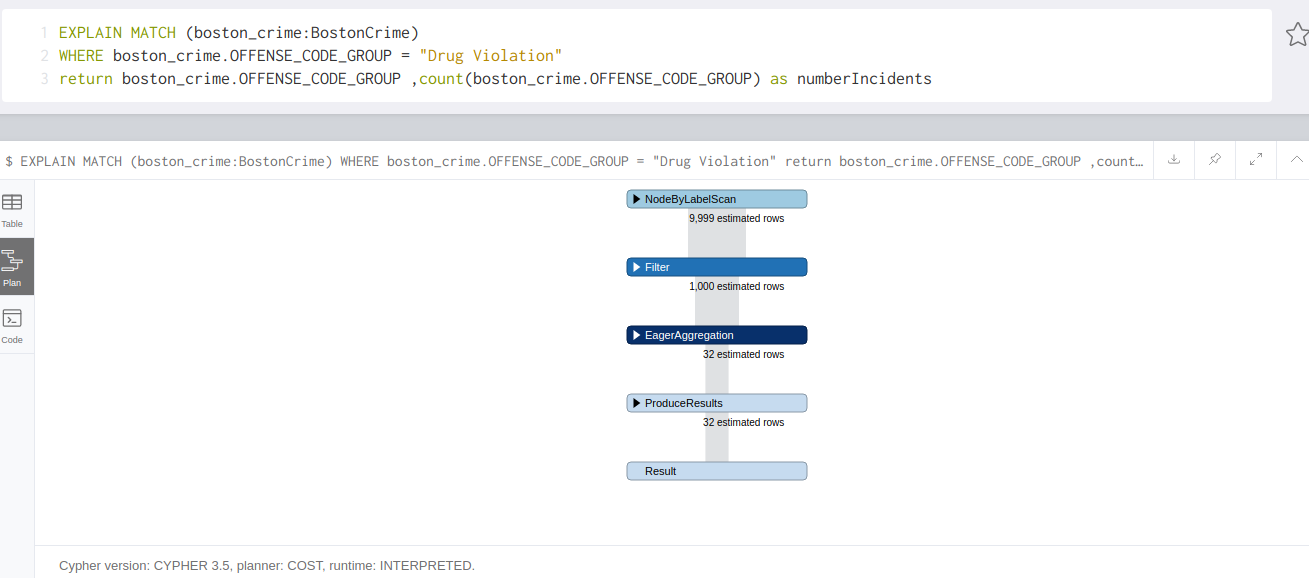 1 EXPLAIN MATCH (boston_crime:BostonCrime)
2 WHERE boston_crime.OFFENSE_CODE_GROUP = "Drug Violation"
3 return boston_crime.OFFENSE_CODE_GROUP ,count(boston_crime.OFFENSE_CODE_GROUP) as numberIncidents
$ EXPLAIN MATCH (boston_crime:BostonCrime) WHERE boston_crime.OFFENSE_CODE_GROUP = "Drug Violation" return boston_crime.OFFENSE_CODE_GROUP ,count…
Table
Plan
Code
NodeByLabelScan
9,999 estimated rows
Filter
1,000 estimated rows
EagerAggregation
32 estimated rows
ProduceResults
32 estimated rows
Result
Cypher version: CYPHER 3.5, planner: COST, runtime: INTERPRETED.